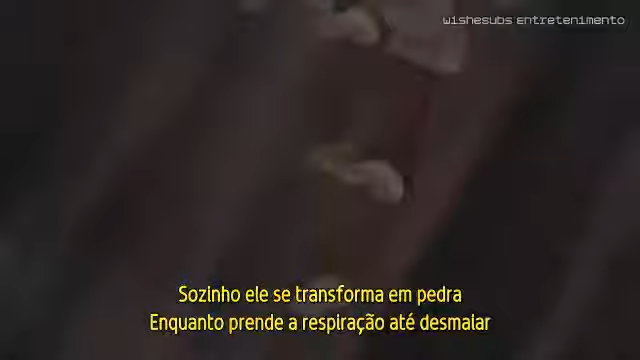 wishesubs entretenimento
Sozinho ele se transforma em pedra
Enquanto prende a respiração até desmaiar